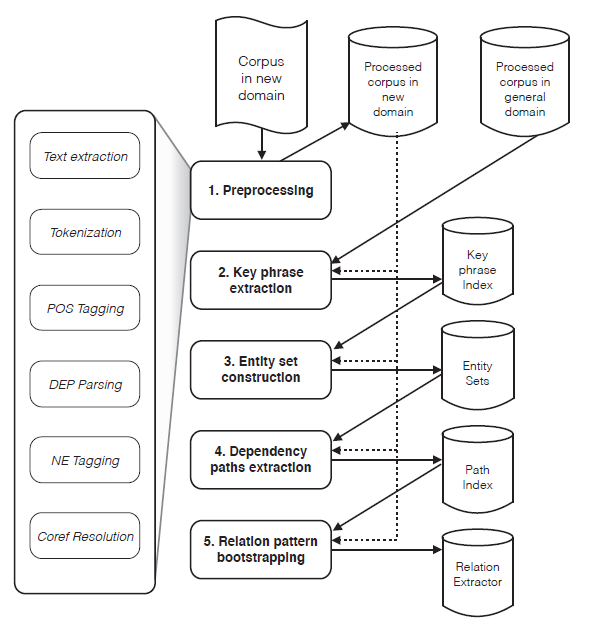 Corpus
in new
domain
Processed
corpus in
new
domain
Processed
corpus in
general
domain
Text extraction
Tokenization
POS Tagging
DEP Parsing
NE Tagging
Coref Resolution
1. Preprocessing
2. Key phrase
extraction
3. Entity set
construction
4. Dependency
paths extraction
5. Relation pattern
bootstrapping
Key
phrase
Index
Entity
Sets
Path
Index
Relation
Extractor